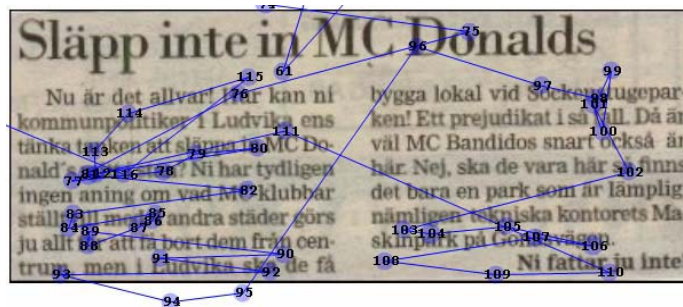 Släpp inte in MC Donalds
Nu är det allvar! Hur kan ni
kommunpolitiker i Ludvika ens
tänka tanken att släppa in MC Do-
nald's ? Ni har tydligen
ingen aning om vad MC-klubbar
ställt till med andra städer görs
ju allt för att få bort dem från cen-
trum, men i Ludvika ska de få
bygga lokal vid Sockenstugepar-
ken! Ett prejudikat i så fall. Då är
väl MC Bandidos snart också är
här. Nej, ska de vara här så finns
det bara en park som är lämplig,
nämligen tekniska kontorets Ma-
skinpark på Gonäsvägen.
Ni fattar ju inte